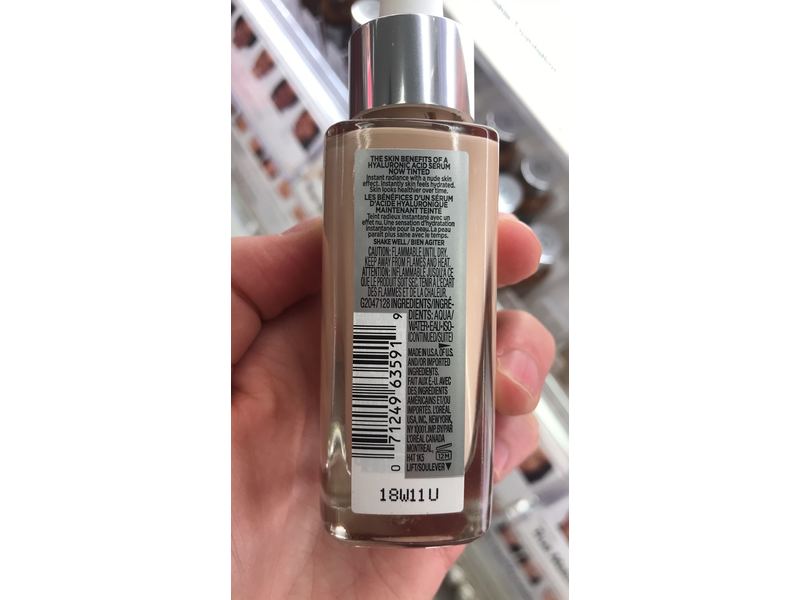 THE SKIN BENEFITS OF A
HYALURONIC ACID SERUM
NOW TINTED
Instant radiance with a nude skin
effect. Instantly skin feels hydrated.
Skin looks healthier over time.
LES BÉNÉFICES D'UN SÉRUM
D'ACIDE HYALURONIQUE
MAINTENANT TEINTÉ
Teint radieux instantané avec un
effet nu. Une sensation d'hydratation
instantanée pour la peau. La peau
paraît plus saine avec le temps.
SHAKE WELL / BIEN AGITER
CAUTION: FLAMMABLE UNTIL DRY.
KEEP AWAY FROM FLAMES AND HEAT.
ATTENTION: INFLAMMABLE JUSQU'À CE
QUE LE PRODUIT SOIT SEC. TENIR À L'ÉCART
DES FLAMMES ET DE LA CHALEUR.
G2047128 INGREDIENTS/INGRÉ-
DIENTS: AQUA/
WATER•EAU•ISO-
(CONTINUED/SUITE)
MADE IN U.S.A. OF U.S.
AND/OR IMPORTED
INGREDIENTS.
FAIT AUX É.-U. AVEC
DES INGRÉDIENTS
AMÉRICAINS ET/OU
IMPORTÉS. L'ORÉAL
USA, INC., NEW YORK,
NY 10001. IMP. BY/PAR
L'ORÉAL CANADA
MONTREAL,
H4T 1K5
12M
LIFT/SOULEVER
0 71249 63591 9
18W11U